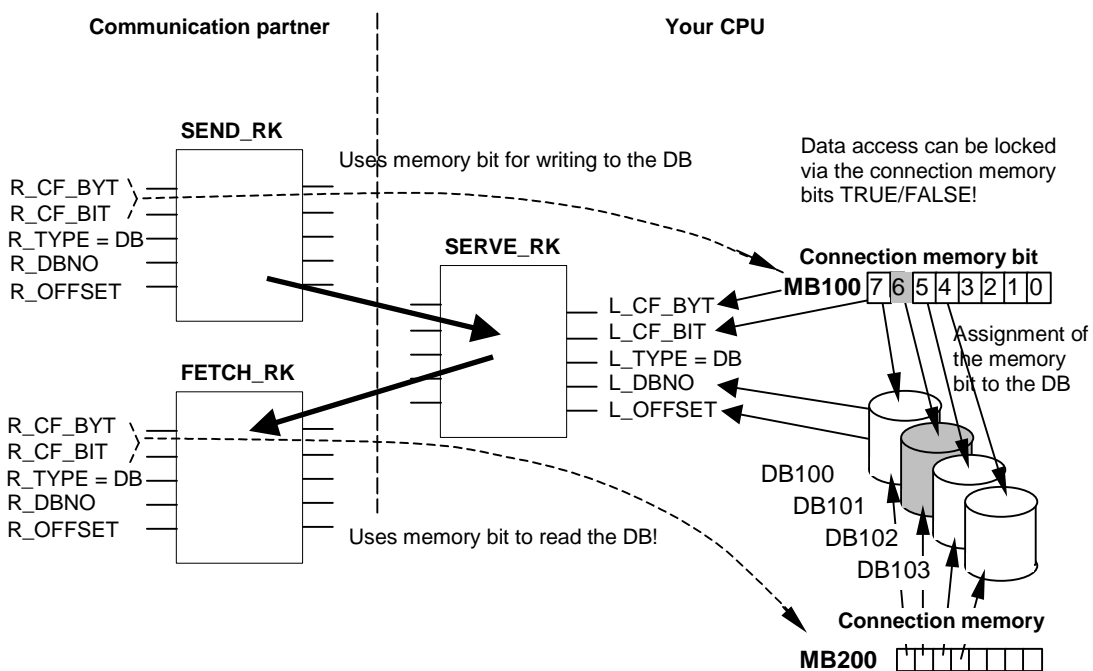 Communication partner
Your CPU
SEND_RK
Uses memory bit for writing to the DB
Data access can be locked
via the connection memory
bits TRUE/FALSE!
R_CF_BYT
R_CF_BIT
R_TYPE = DB
R_DBNO
R_OFFSET
SERVE_RK
Connection memory bit
MB100 7 6 5 4 3 2 1 0
L_CF_BYT
L_CF_BIT
L_TYPE = DB
L_DBNO
L_OFFSET
Assignment of
the memory
bit to the DB
FETCH_RK
R_CF_BYT
R_CF_BIT
R_TYPE = DB
R_DBNO
R_OFFSET
Uses memory bit to read the DB!
DB100
DB101
DB102
DB103
Connection memory
MB200